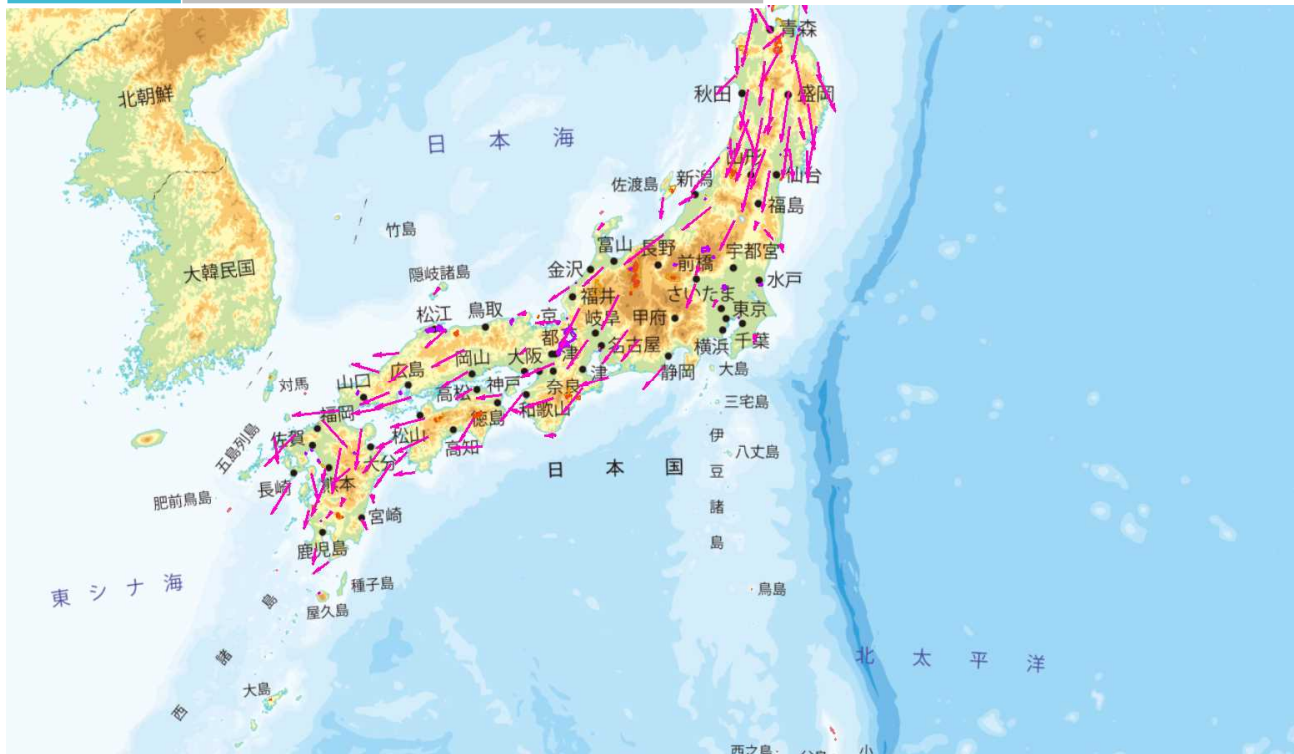 青森
北朝鮮
秋田
盛岡
日本海
山形
仙台
佐渡島
新潟
福島
竹島
富山
長野
宇都宮
大韓民国
金沢
前橋
水戸
隠岐諸島
福井
さいたま
松江
鳥取
京都
岐阜
甲府
東京
名古屋
横浜
千葉
対馬
山口
広島
岡山
大阪
津
大津
静岡
大島
福岡
高松
神戸
奈良
三宅島
佐賀
徳島
和歌山
五島列島
松山
高知
伊豆諸島
八丈島
大分
日本国
長崎
熊本
肥前鳥島
宮崎
鹿児島
東シナ海
種子島
鳥島
屋久島
北太平洋
大島
西
諸
島
西之島
小